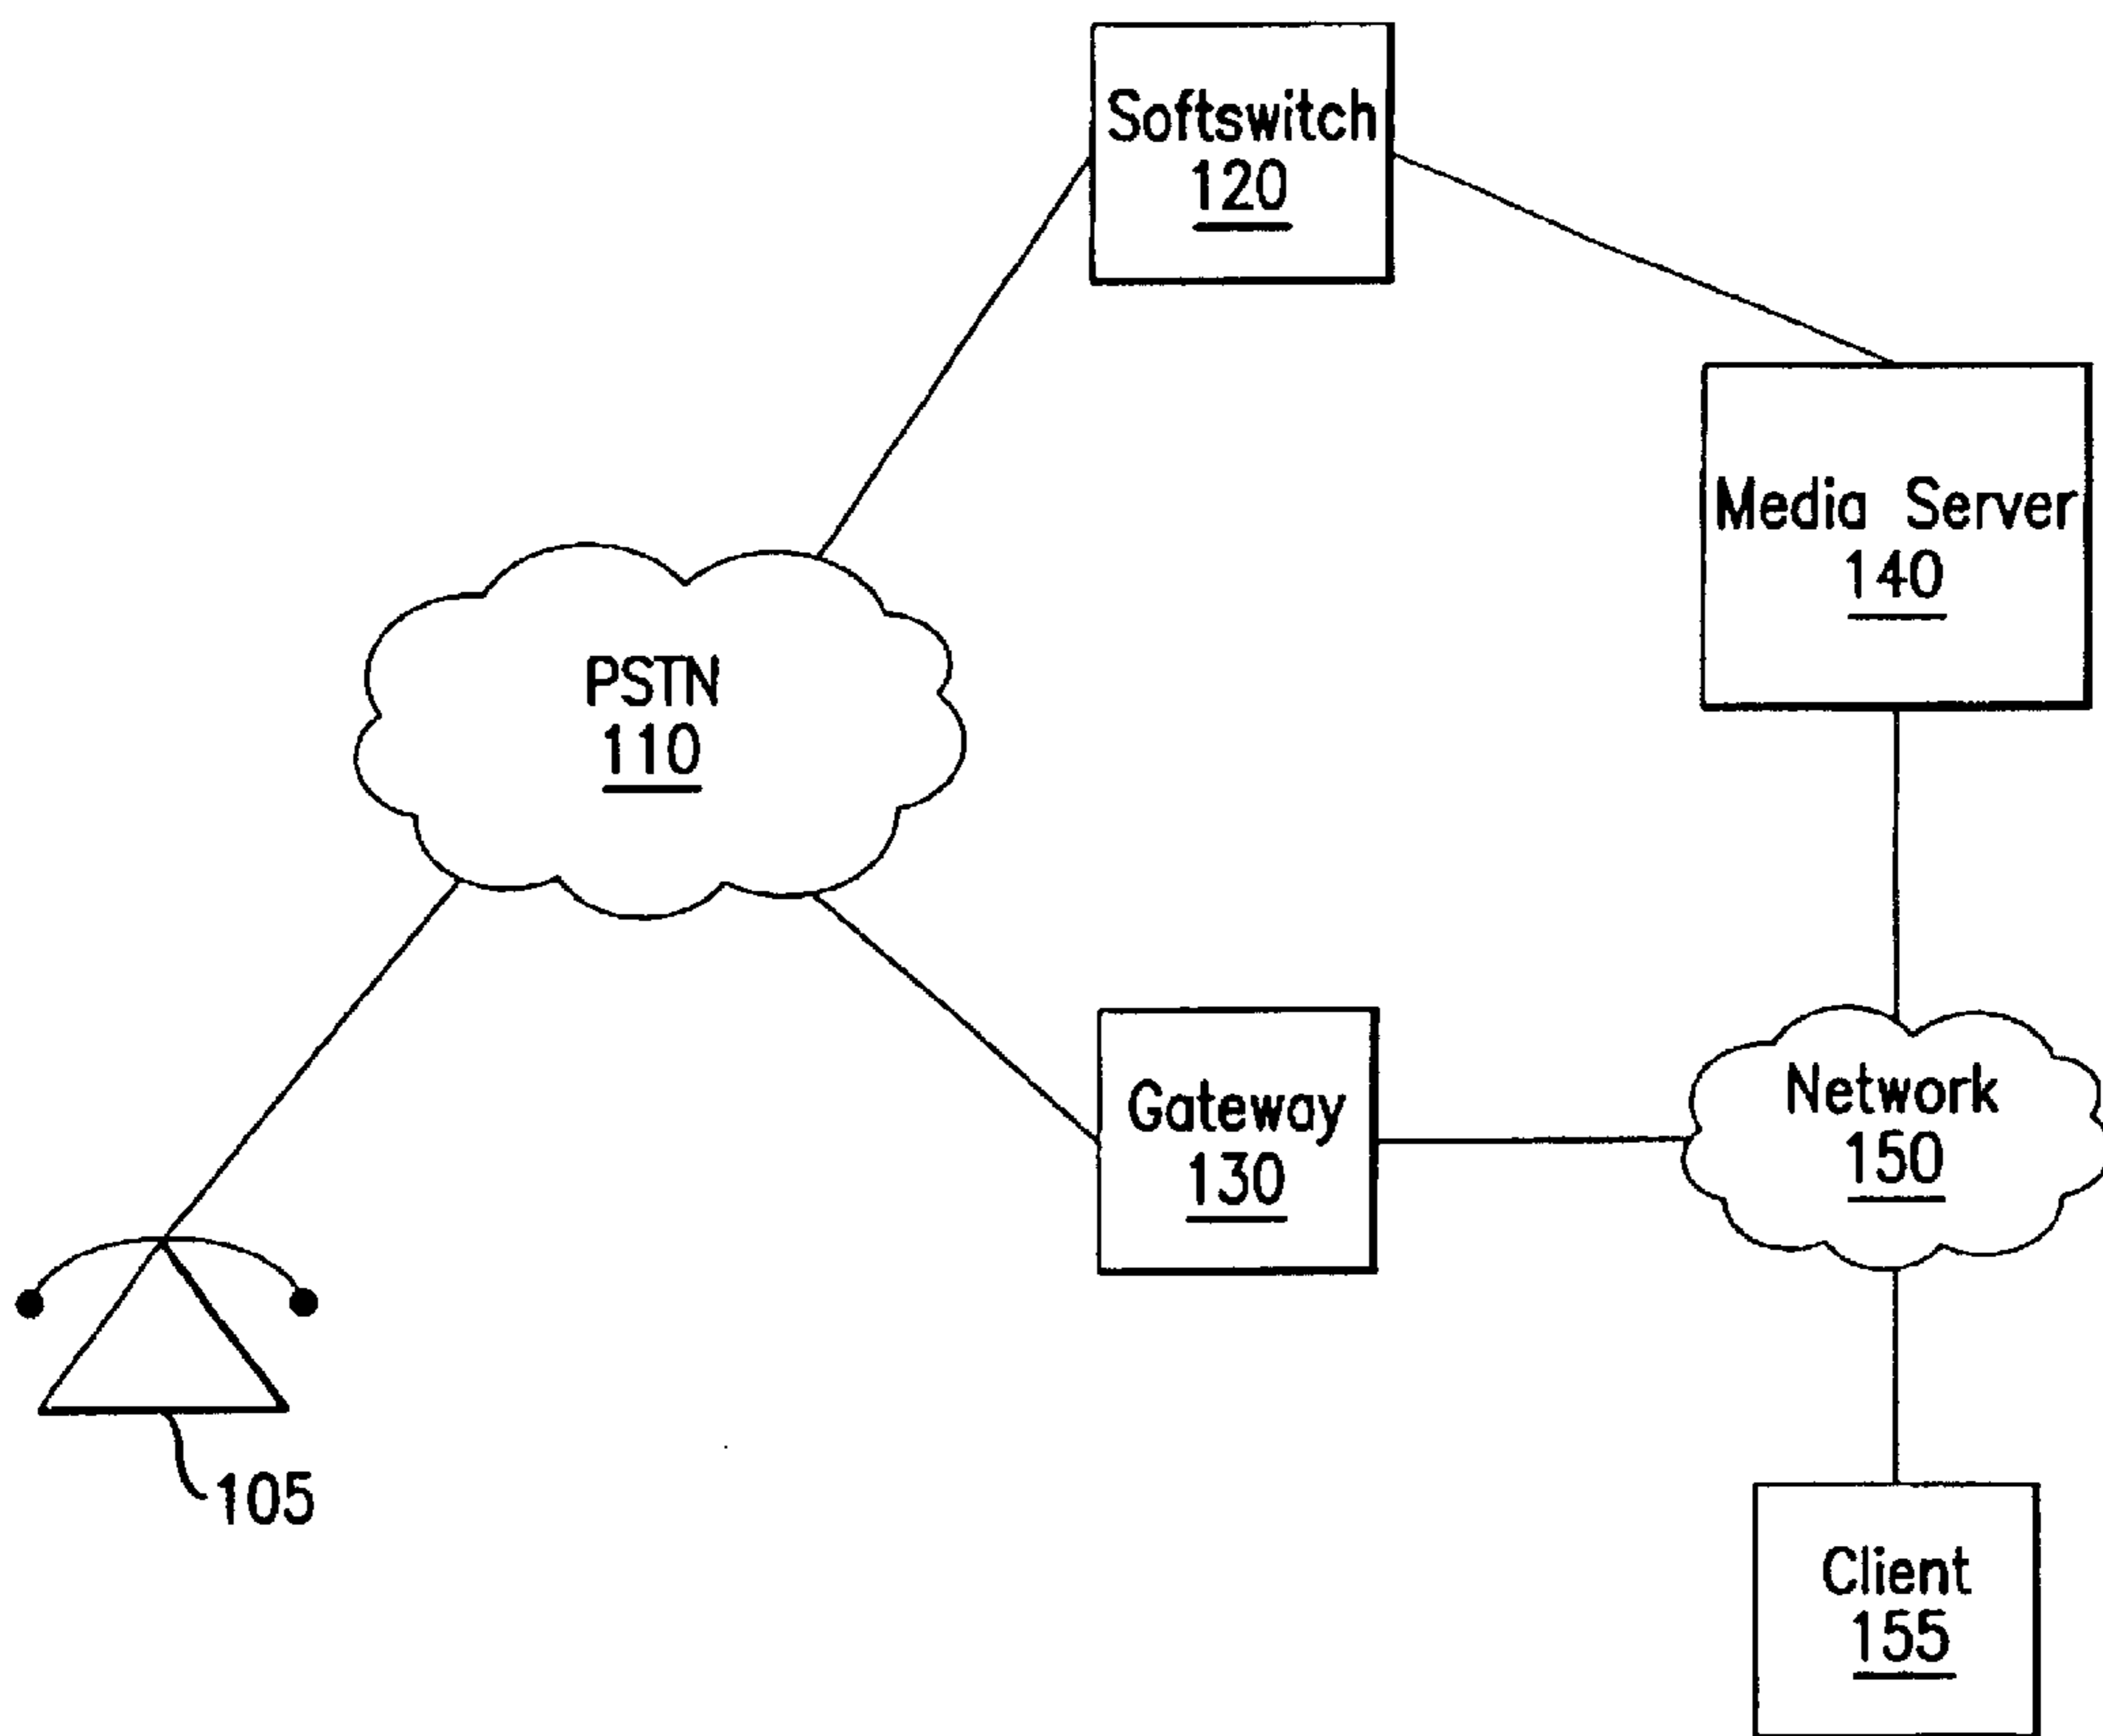 Softswitch
120
Media Server
140
PSTN
110
Gateway
130
Network
150
105
Client
155